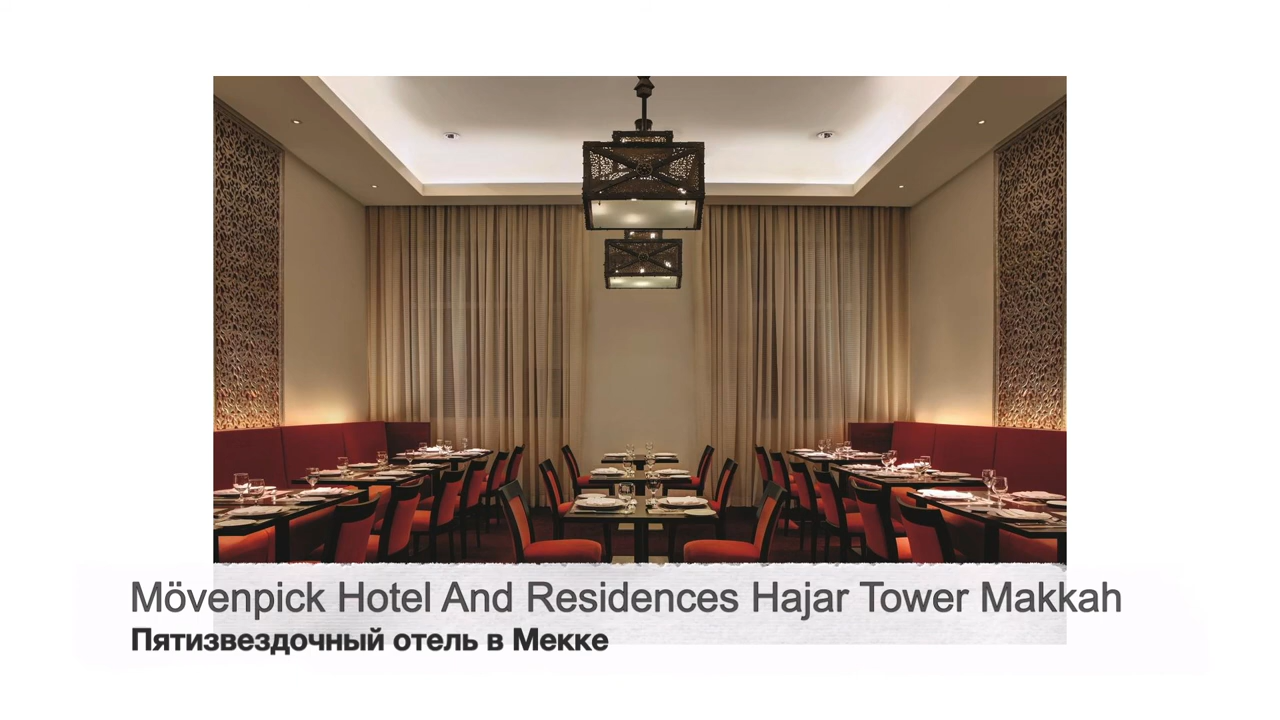 Mövenpick Hotel And Residences Hajar Tower Makkah
Пятизвездочный отель в Мекке